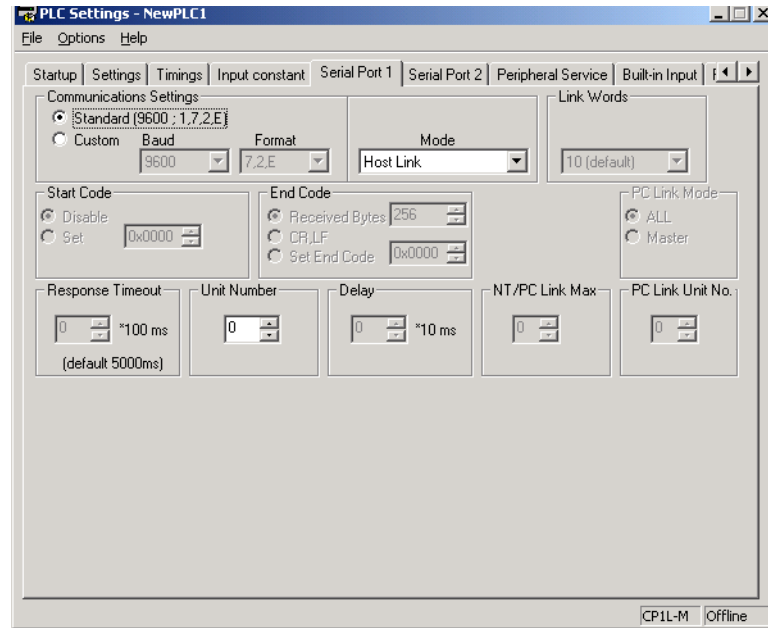 PLC Settings - NewPLC1
File Options Help
Startup Settings Timings Input constant Serial Port 1 Serial Port 2 Peripheral Service Built-in Input
Communications Settings Link Words
Standard (9600 ; 1,7,2,E)
Custom Baud Format Mode
9600 7,2,E Host Link 10 (default)
Start Code End Code PC Link Mode
Disable Received Bytes 256 ALL
Set 0x0000 CR,LF Master
Set End Code 0x0000
Response Timeout Unit Number Delay NT/PC Link Max PC Link Unit No.
0 *100 ms 0 0 *10 ms 0 0
(default 5000ms)
CP1L-M Offline